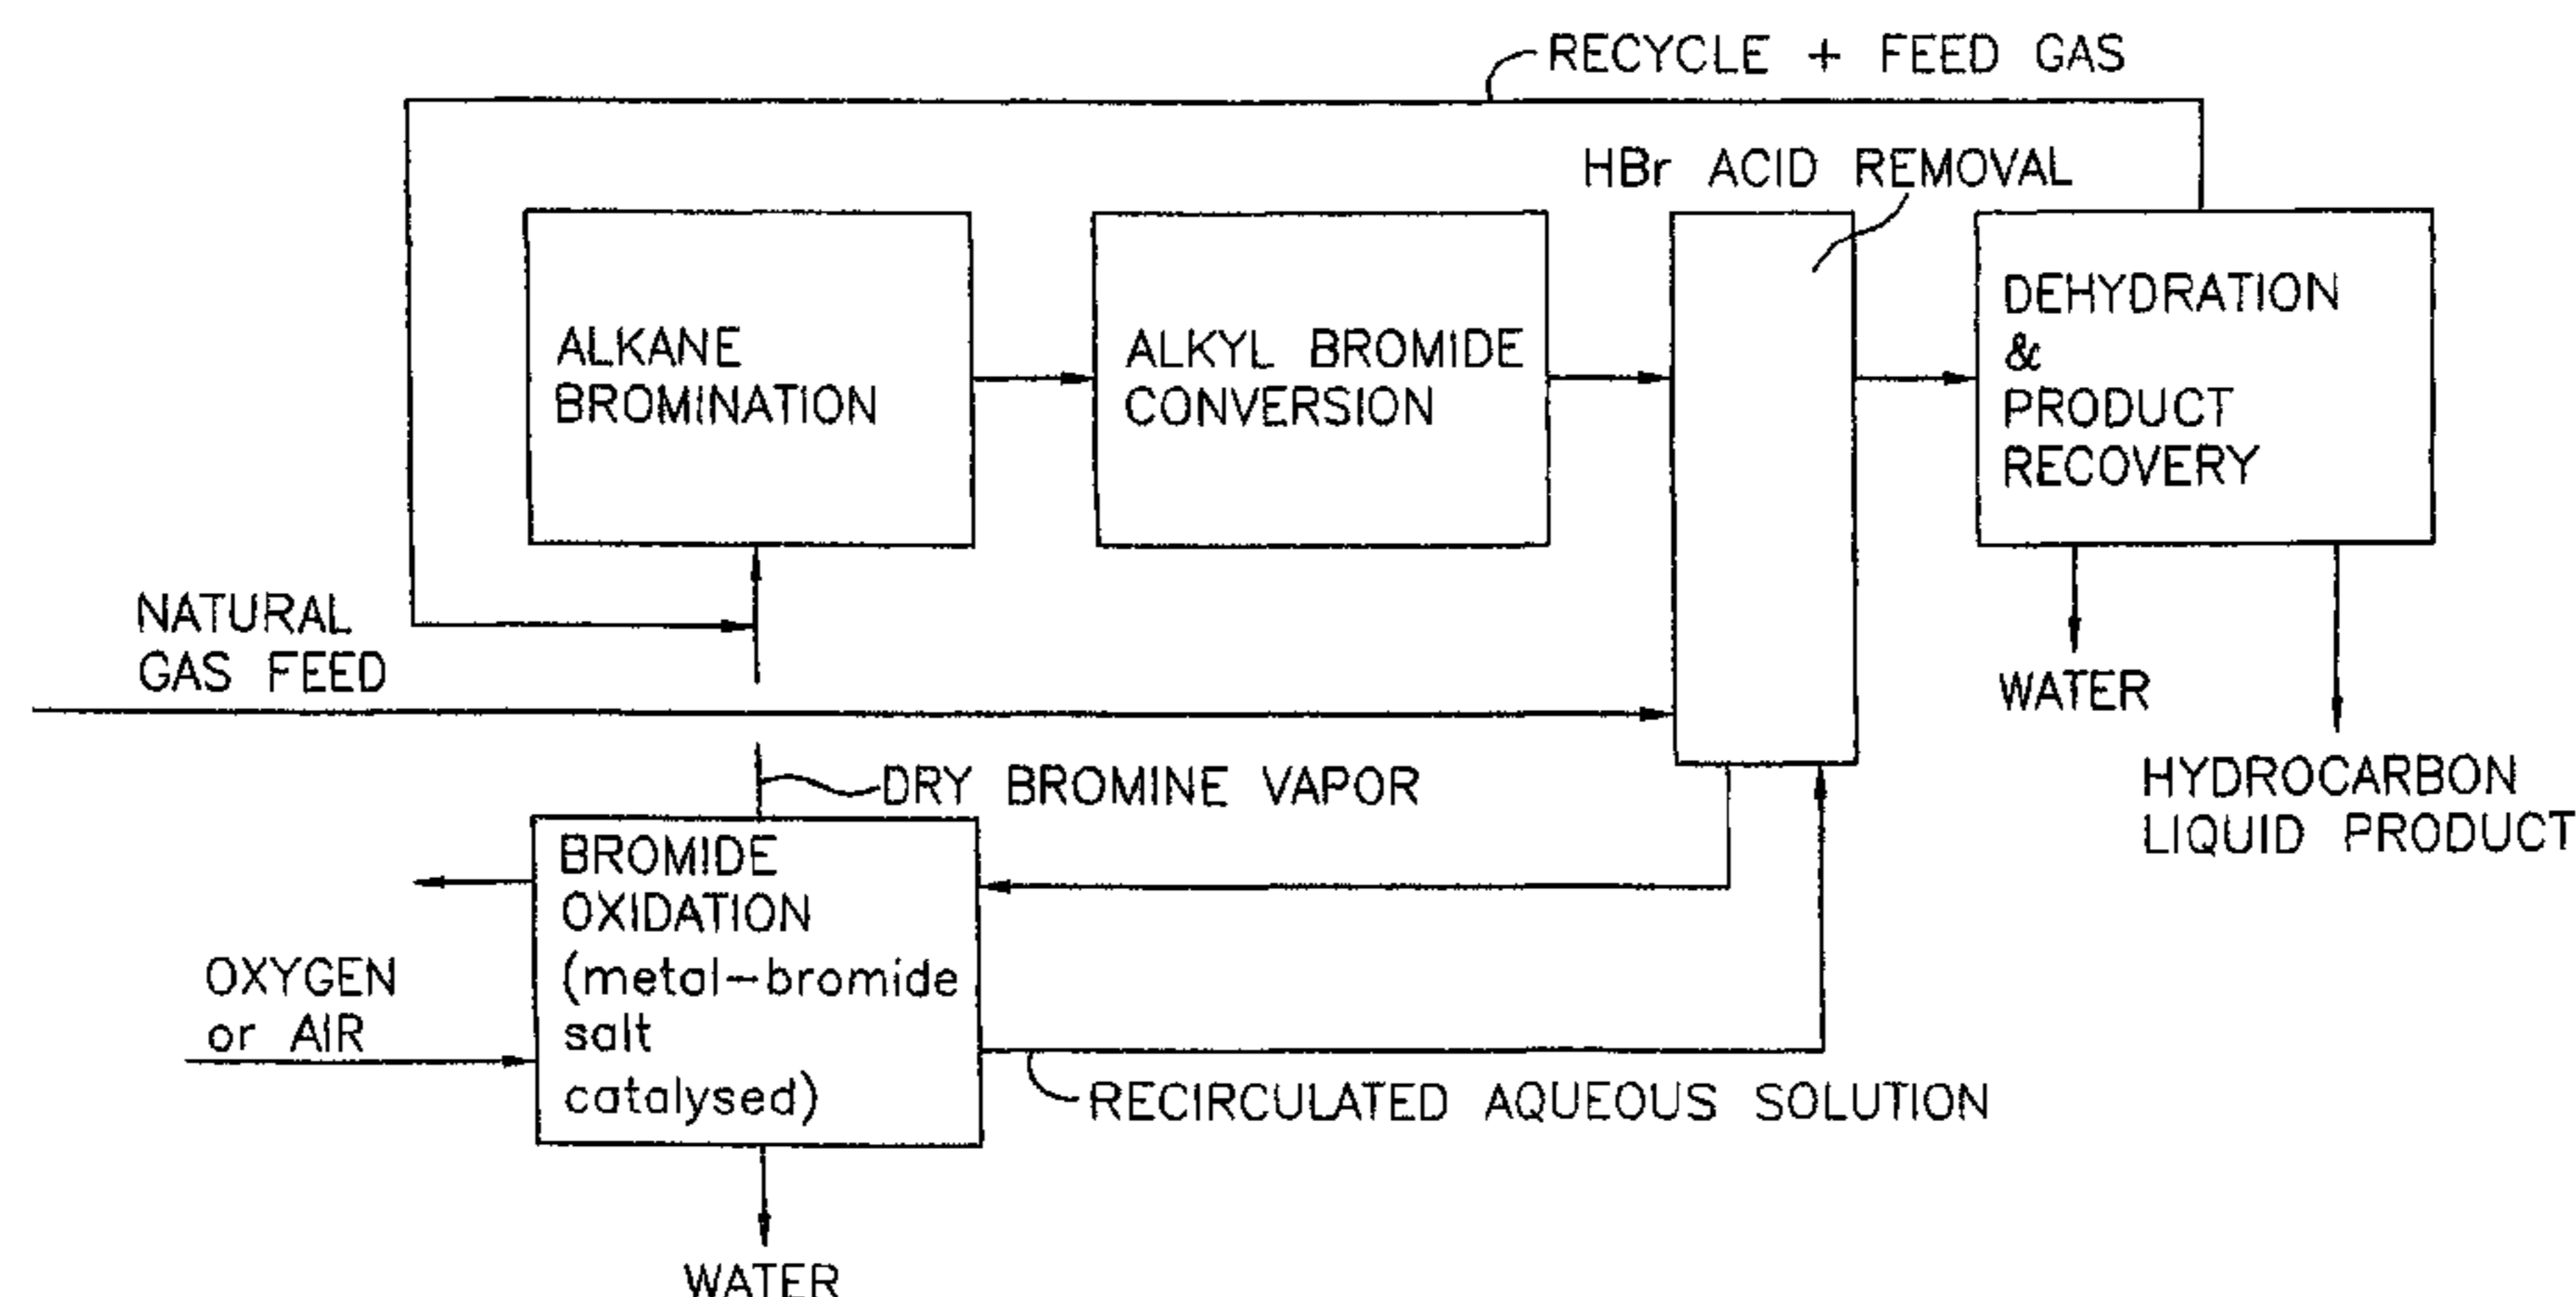 RECYCLE + FEED GAS
HBr ACID REMOVAL
ALKANE
BROMINATION
ALKYL BROMIDE
CONVERSION
DEHYDRATION
&
PRODUCT
RECOVERY
NATURAL
GAS FEED
WATER
HYDROCARBON
LIQUID PRODUCT
DRY BROMINE VAPOR
BROMIDE
OXIDATION
(metal-bromide
salt
catalysed)
OXYGEN
or AIR
RECIRCULATED AQUEOUS SOLUTION
WATER